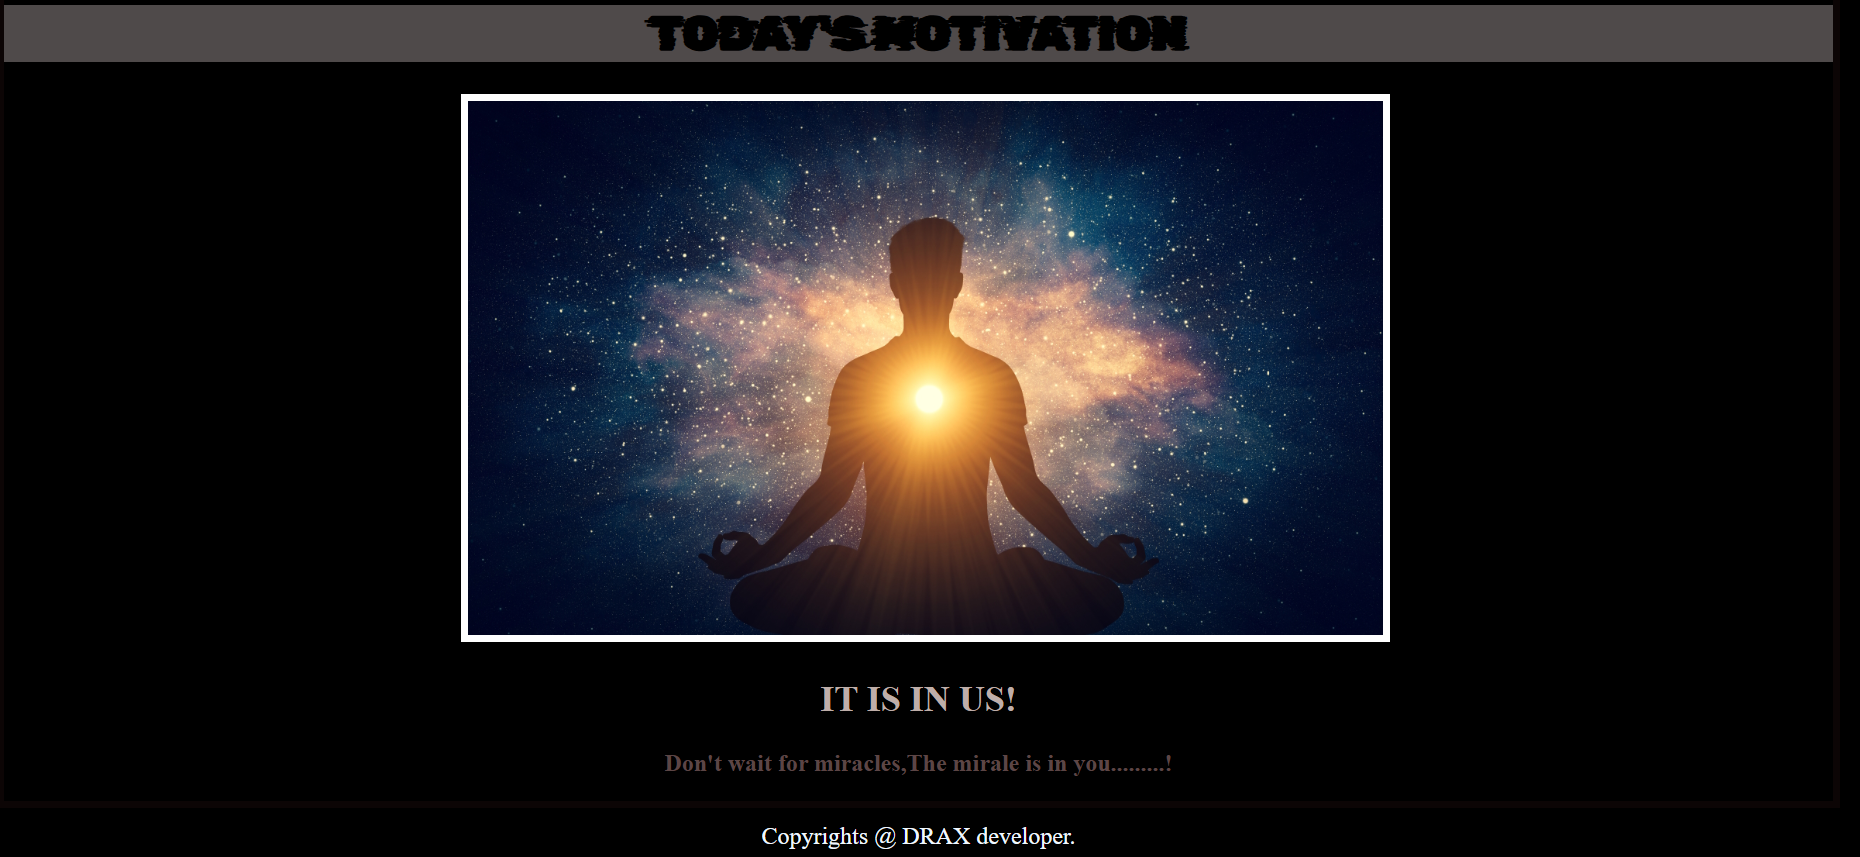 TODAY'S MOTIVATION
IT IS IN US!
Don't wait for miracles,The mirale is in you.........!
Copyrights @ DRAX developer.